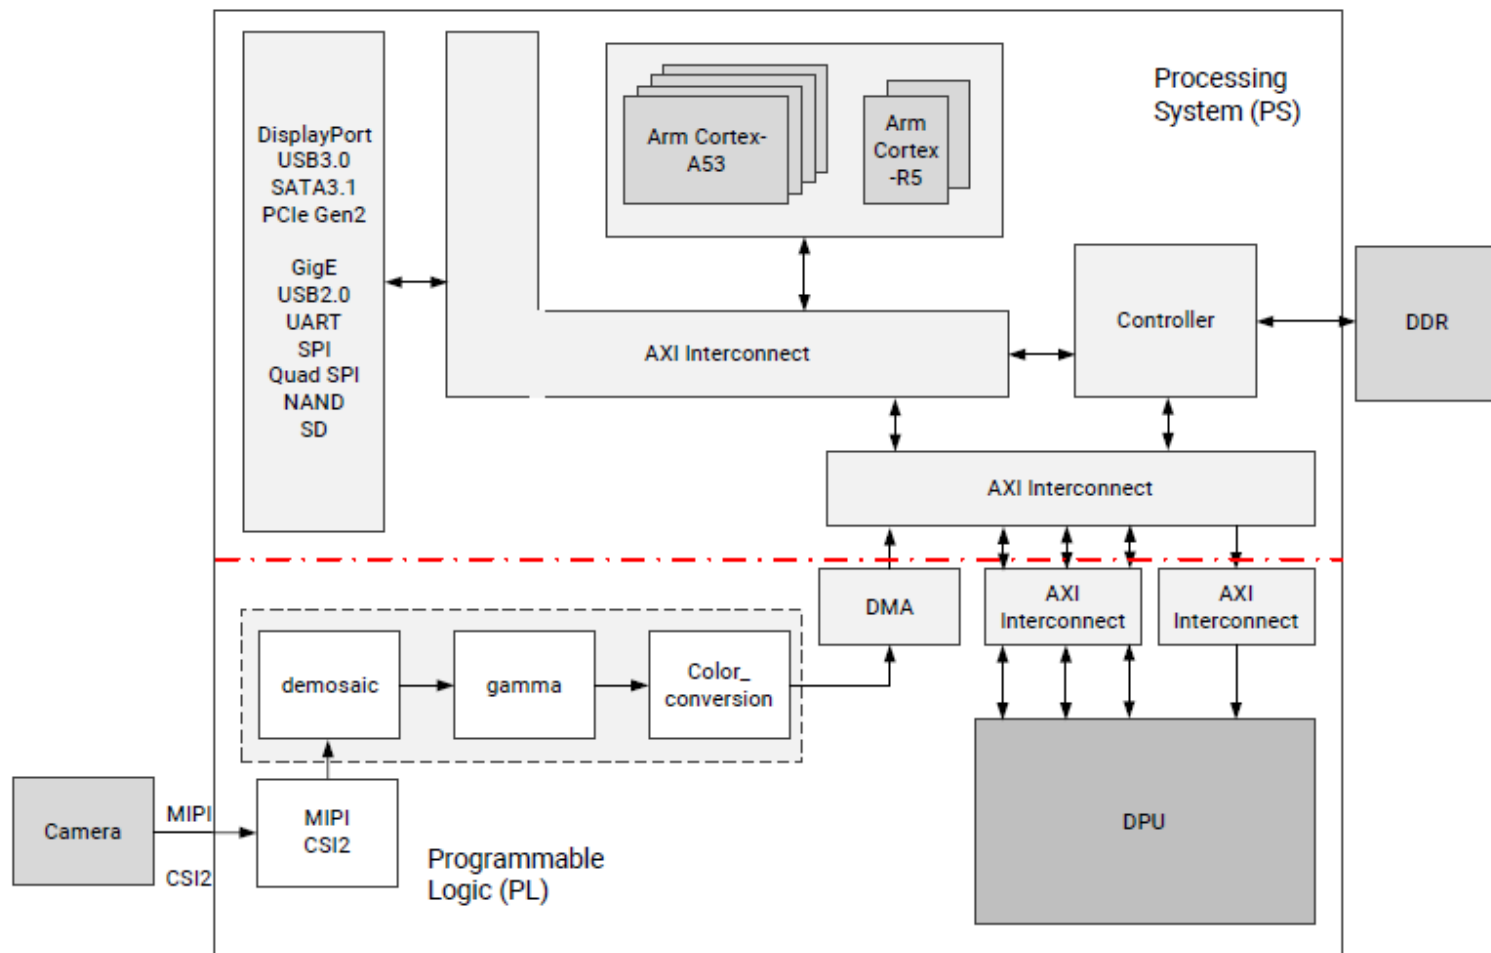 DisplayPort
USB3.0
SATA3.1
PCIe Gen2
GigE
USB2.0
UART
SPI
Quad SPI
NAND
SD
Arm Cortex-
A53
Arm
Cortex
-R5
Processing
System (PS)
AXI Interconnect
Controller
DDR
AXI Interconnect
DMA
AXI
Interconnect
AXI
Interconnect
demosaic
gamma
Color_
conversion
Camera
MIPI
CSI2
MIPI
CSI2
Programmable
Logic (PL)
DPU